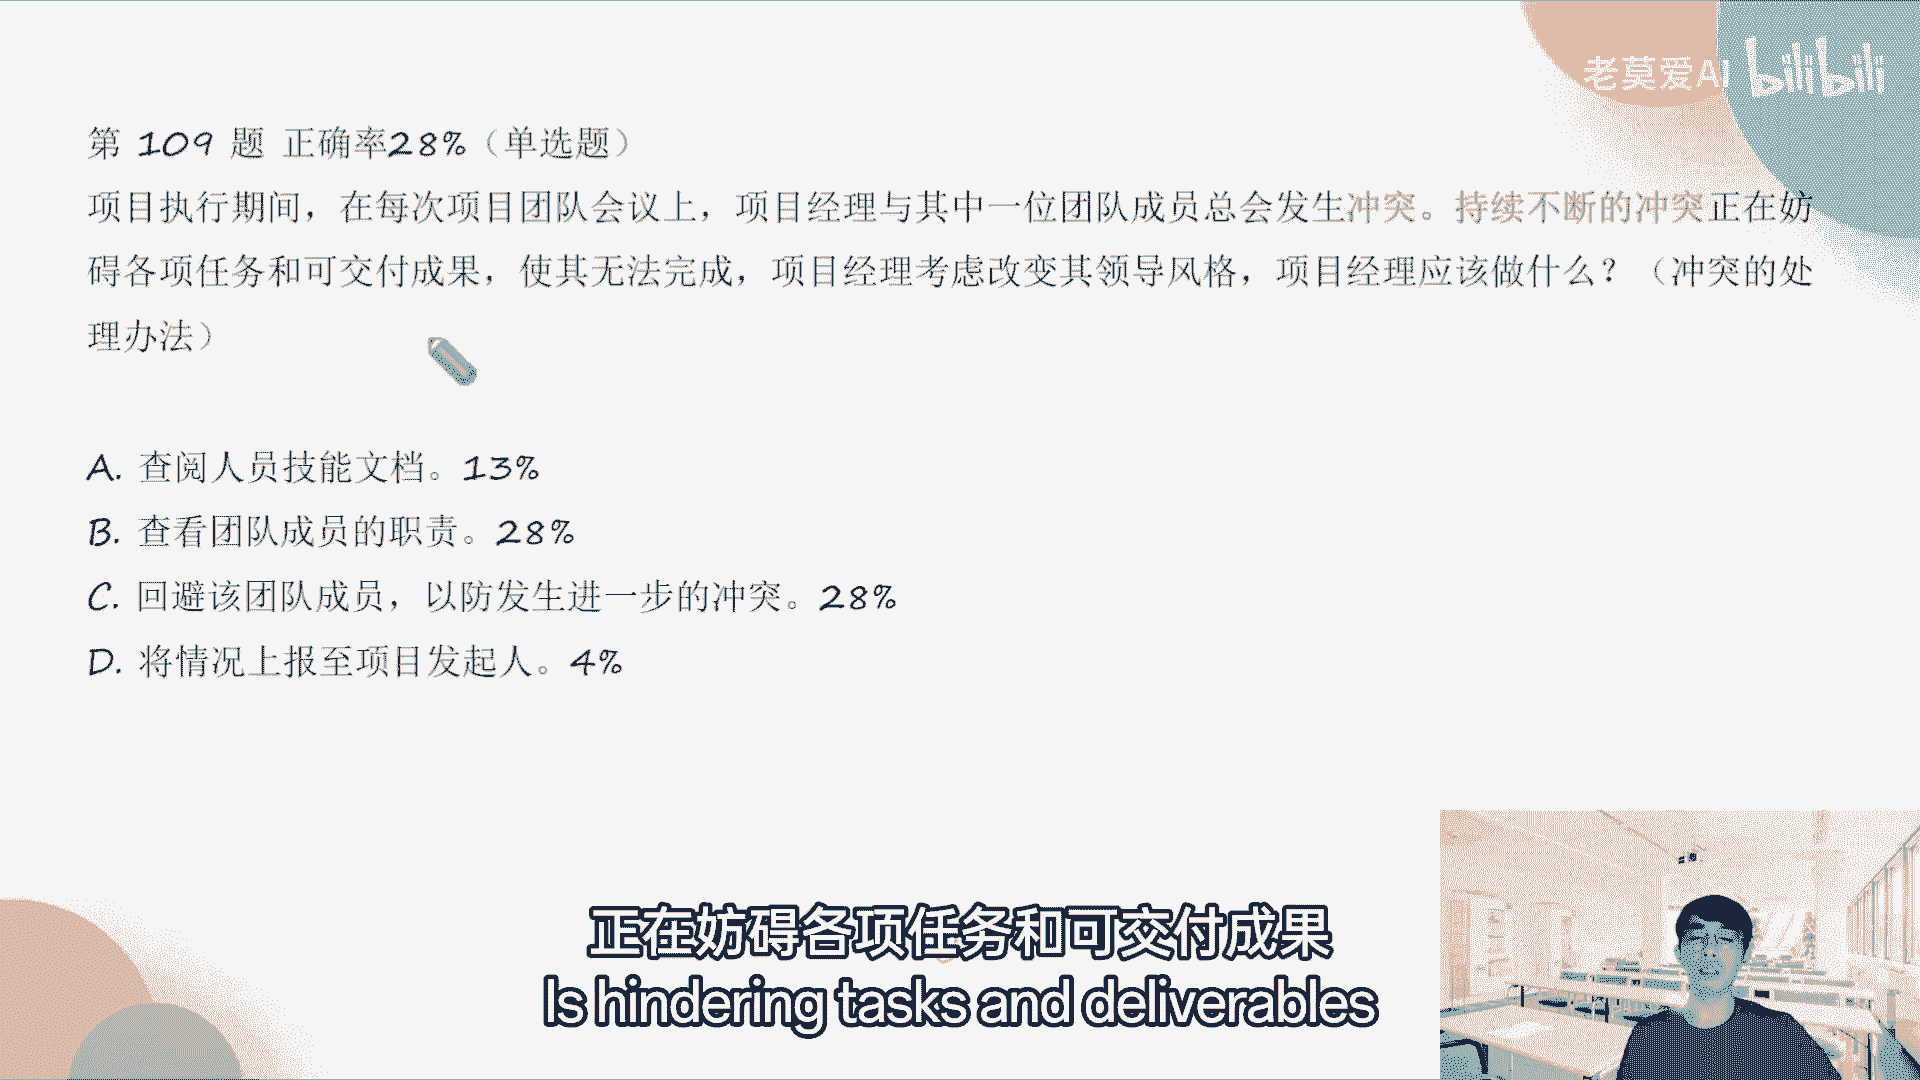 老莫爱AI bilibili
第 109 题 正确率28%（单选题）
项目执行期间，在每次项目团队会议上，项目经理与其中一位团队成员总会发生冲突。持续不断的冲突正在妨
碍各项任务和可交付成果，使其无法完成，项目经理考虑改变其领导风格，项目经理应该做什么？（冲突的处
理办法）
A. 查阅人员技能文档。13%
B. 查看团队成员的职责。28%
C. 回避该团队成员，以防发生进一步的冲突。28%
D. 将情况上报至项目发起人。4%
正在妨碍各项任务和可交付成果
Is hindering tasks and deliverables